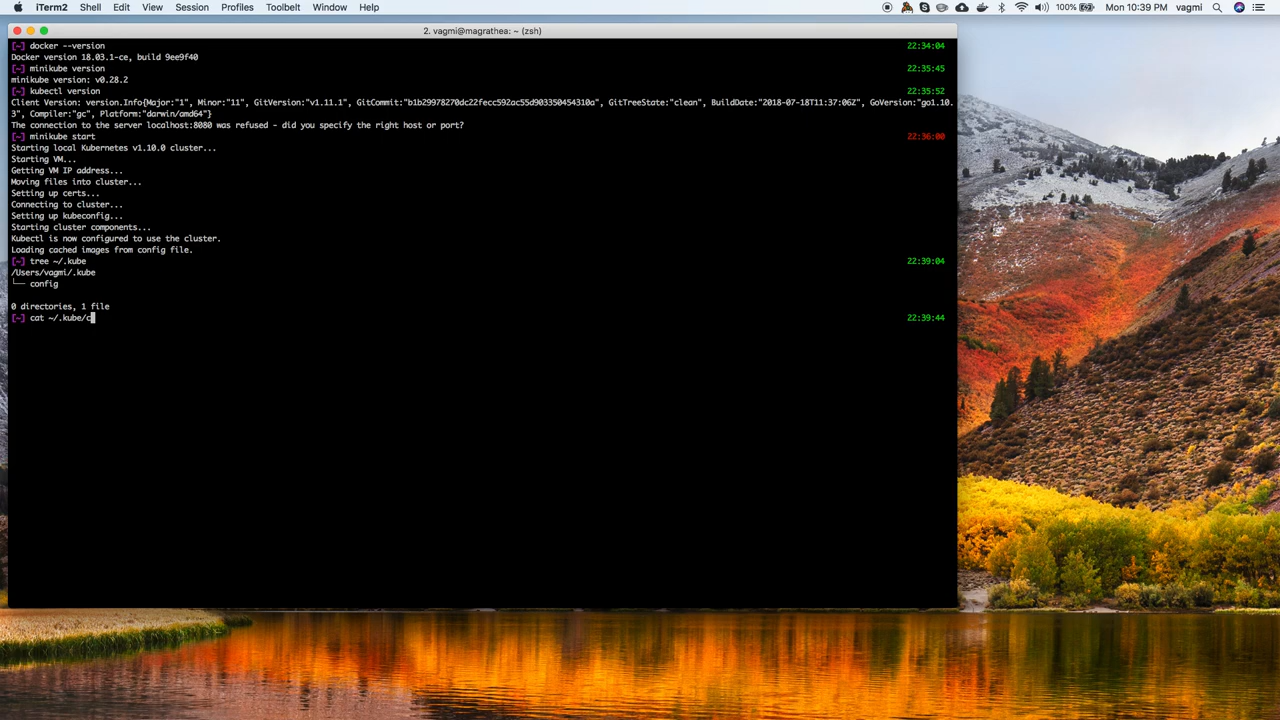 iTerm2 Shell Edit View Session Profiles Toolbelt Window Help 100% Mon 10:39 PM vagmi
2. vagmi@magrathea: ~ (zsh)
[~] docker --version 22:34:04
Docker version 18.03.1-ce, build 9ee9f40
[~] minikube version 22:35:45
minikube version: v0.28.2
[~] kubectl version 22:35:52
Client Version: version.Info{Major:"1", Minor:"11", GitVersion:"v1.11.1", GitCommit:"b1b29978270dc22fecc592ac55d903350454310a", GitTreeState:"clean", BuildDate:"2018-07-18T11:37:06Z", GoVersion:"go1.10.
3", Compiler:"gc", Platform:"darwin/amd64"}
The connection to the server localhost:8080 was refused - did you specify the right host or port?
[~] minikube start 22:36:00
Starting local Kubernetes v1.10.0 cluster...
Starting VM...
Getting VM IP address...
Moving files into cluster...
Setting up certs...
Connecting to cluster...
Setting up kubeconfig...
Starting cluster components...
Kubectl is now configured to use the cluster.
Loading cached images from config file.
[~] tree ~/.kube 22:39:04
/Users/vagmi/.kube
└── config
0 directories, 1 file
[~] cat ~/.kube/c 22:39:44